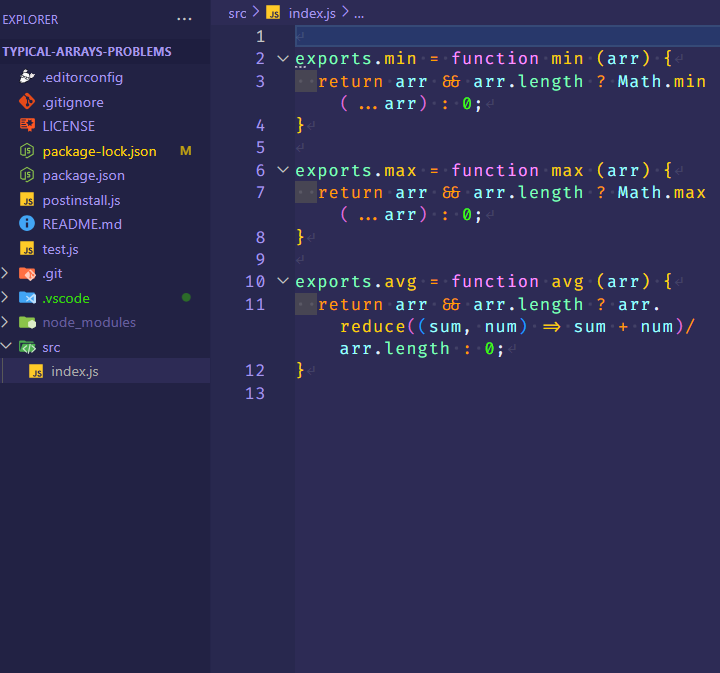 EXPLORER
···
TYPICAL-ARRAYS-PROBLEMS
.editorconfig
.gitignore
LICENSE
package-lock.json M
package.json
postinstall.js
README.md
test.js
.git
.vscode
node_modules
src
index.js
src > JS index.js > ...
1
2 exports.min = function min (arr) {
3 return arr && arr.length ? Math.min
(...arr) : 0;
4 }
5
6 exports.max = function max (arr) {
7 return arr && arr.length ? Math.max
(...arr) : 0;
8 }
9
10 exports.avg = function avg (arr) {
11 return arr && arr.length ? arr.
reduce((sum, num) => sum + num)/
arr.length : 0;
12 }
13